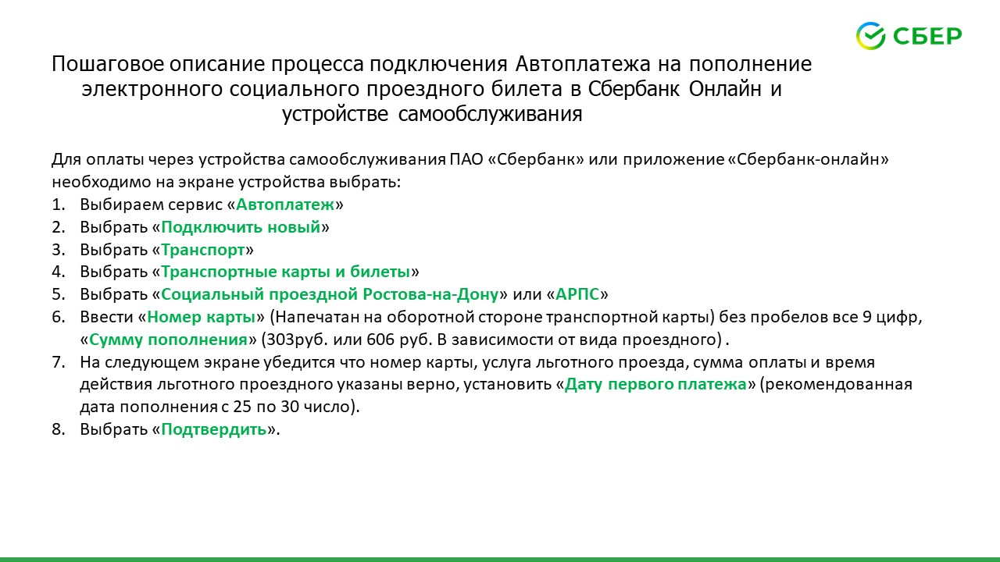 СБЕР
Пошаговое описание процесса подключения Автоплатежа на пополнение
электронного социального проездного билета в Сбербанк Онлайн и
устройстве самообслуживания
Для оплаты через устройства самообслуживания ПАО «Сбербанк» или приложение «Сбербанк-онлайн»
необходимо на экране устройства выбрать:
1. Выбираем сервис «Автоплатеж»
2. Выбрать «Подключить новый»
3. Выбрать «Транспорт»
4. Выбрать «Транспортные карты и билеты»
5. Выбрать «Социальный проездной Ростова-на-Дону» или «АРПС»
6. Ввести «Номер карты» (Напечатан на оборотной стороне транспортной карты) без пробелов все 9 цифр,
«Сумму пополнения» (303руб. или 606 руб. В зависимости от вида проездного) .
7. На следующем экране убедится что номер карты, услуга льготного проезда, сумма оплаты и время
действия льготного проездного указаны верно, установить «Дату первого платежа» (рекомендованная
дата пополнения с 25 по 30 число).
8. Выбрать «Подтвердить».